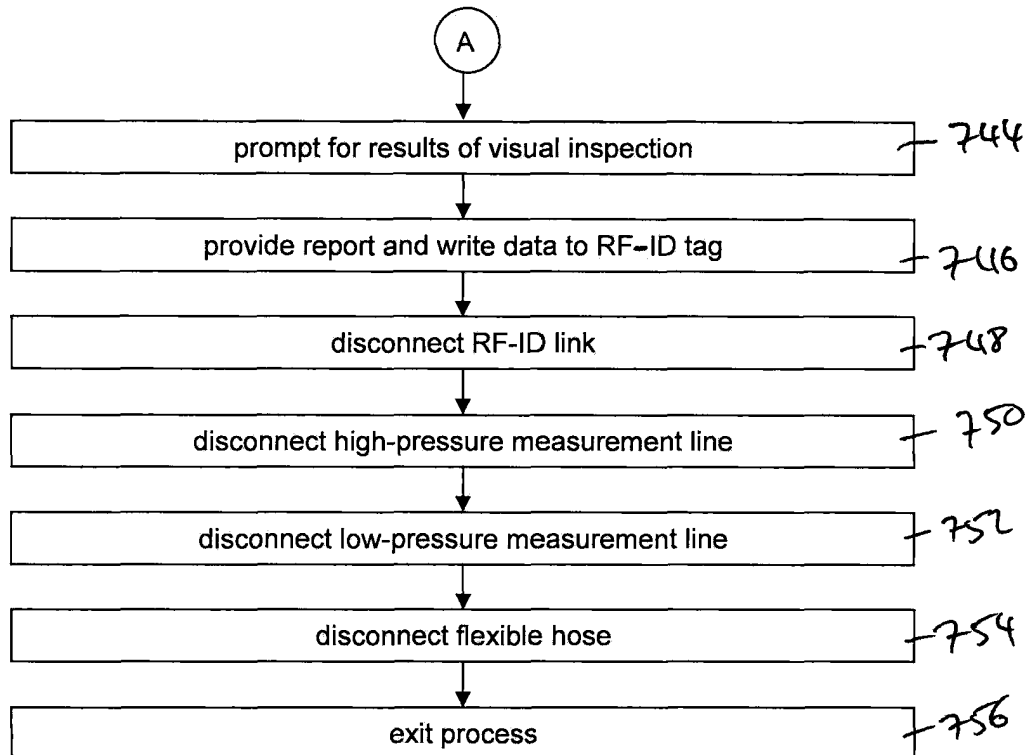 A
prompt for results of visual inspection 744
provide report and write data to RF-ID tag 746
disconnect RF-ID link 748
disconnect high-pressure measurement line 750
disconnect low-pressure measurement line 752
disconnect flexible hose 754
exit process 756